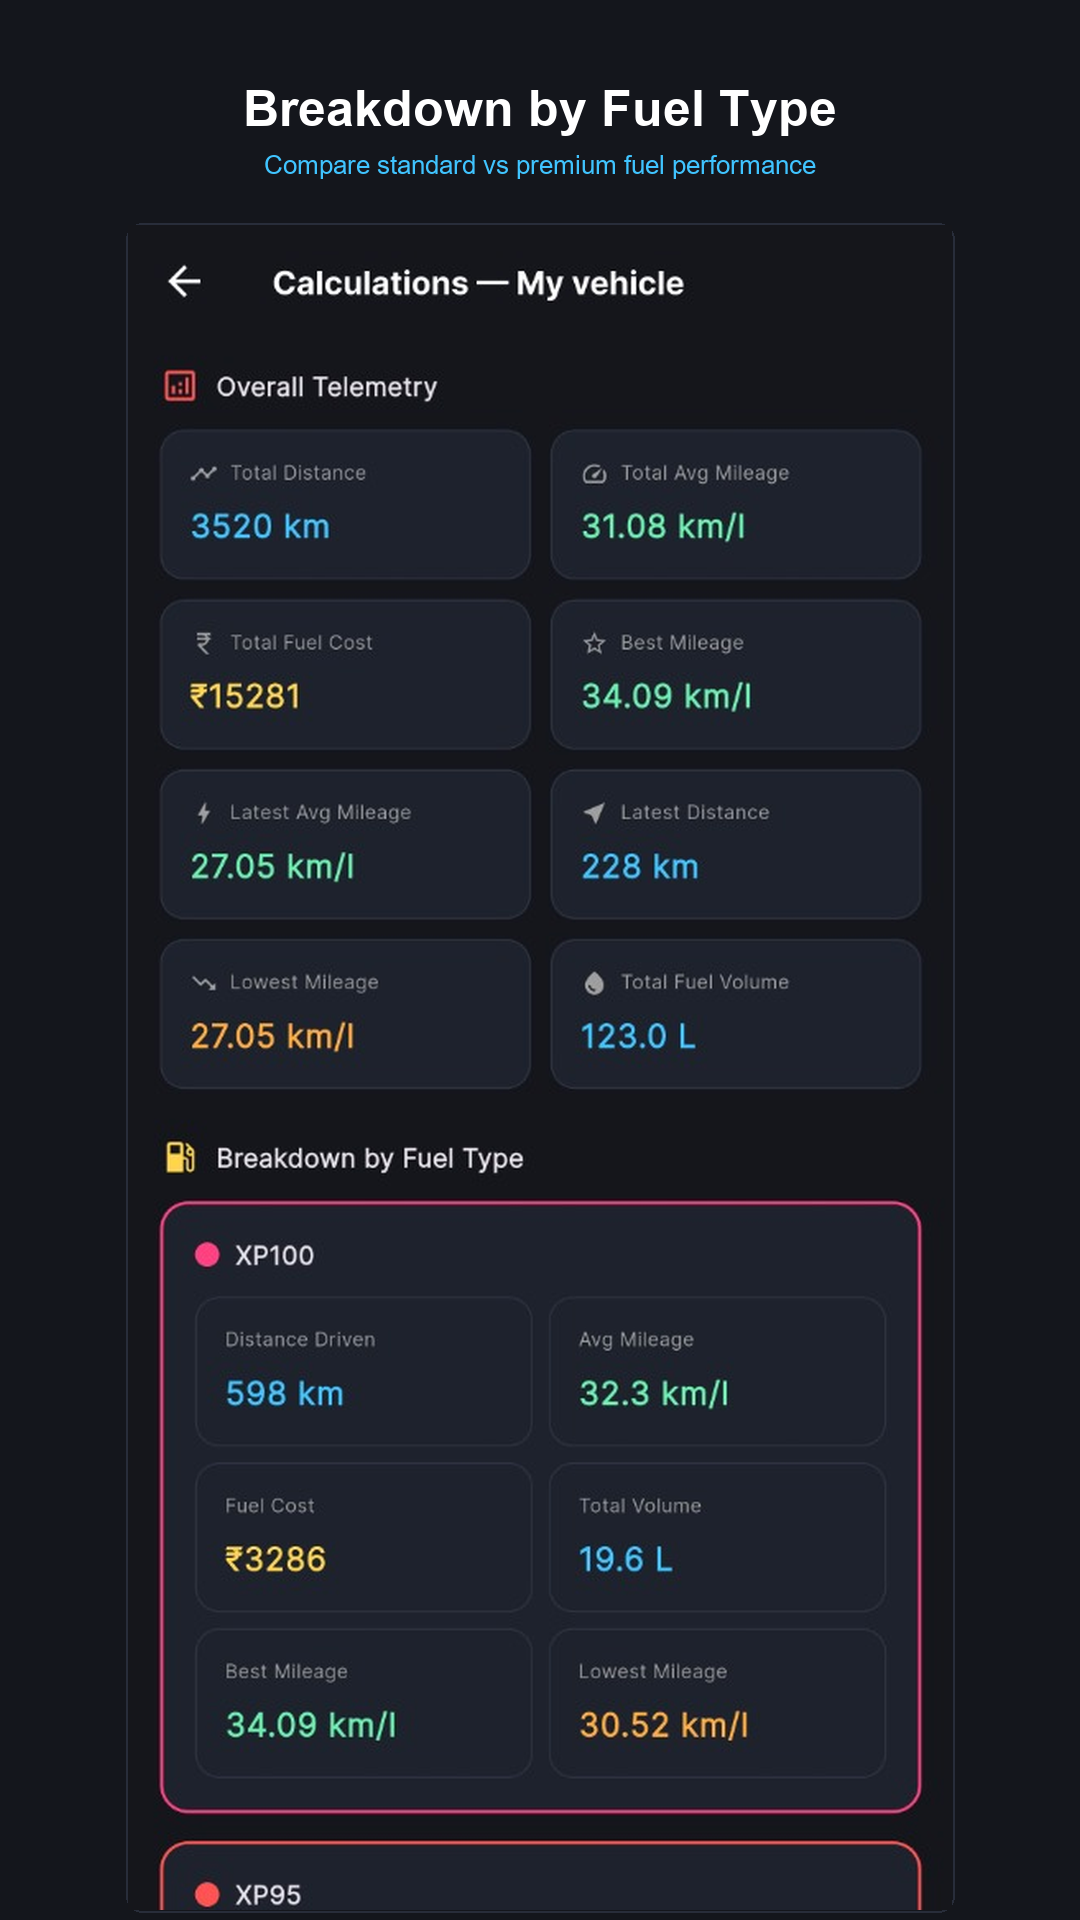 Breakdown by Fuel Type
Compare standard vs premium fuel performance
Calculations — My vehicle
Overall Telemetry
Total Distance
3520 km
Total Avg Mileage
31.08 km/l
Total Fuel Cost
₹15281
Best Mileage
34.09 km/l
Latest Avg Mileage
27.05 km/l
Latest Distance
228 km
Lowest Mileage
27.05 km/l
Total Fuel Volume
123.0 L
Breakdown by Fuel Type
XP100
Distance Driven
598 km
Avg Mileage
32.3 km/l
Fuel Cost
₹3286
Total Volume
19.6 L
Best Mileage
34.09 km/l
Lowest Mileage
30.52 km/l
XP95